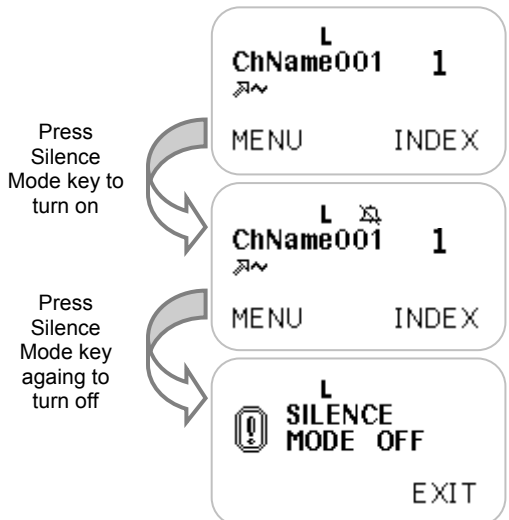 L
ChName001 1
MENU INDEX
Press
Silence
Mode key to
turn on
L
ChName001 1
MENU INDEX
Press
Silence
Mode key
againg to
turn off
L
SILENCE
MODE OFF
EXIT